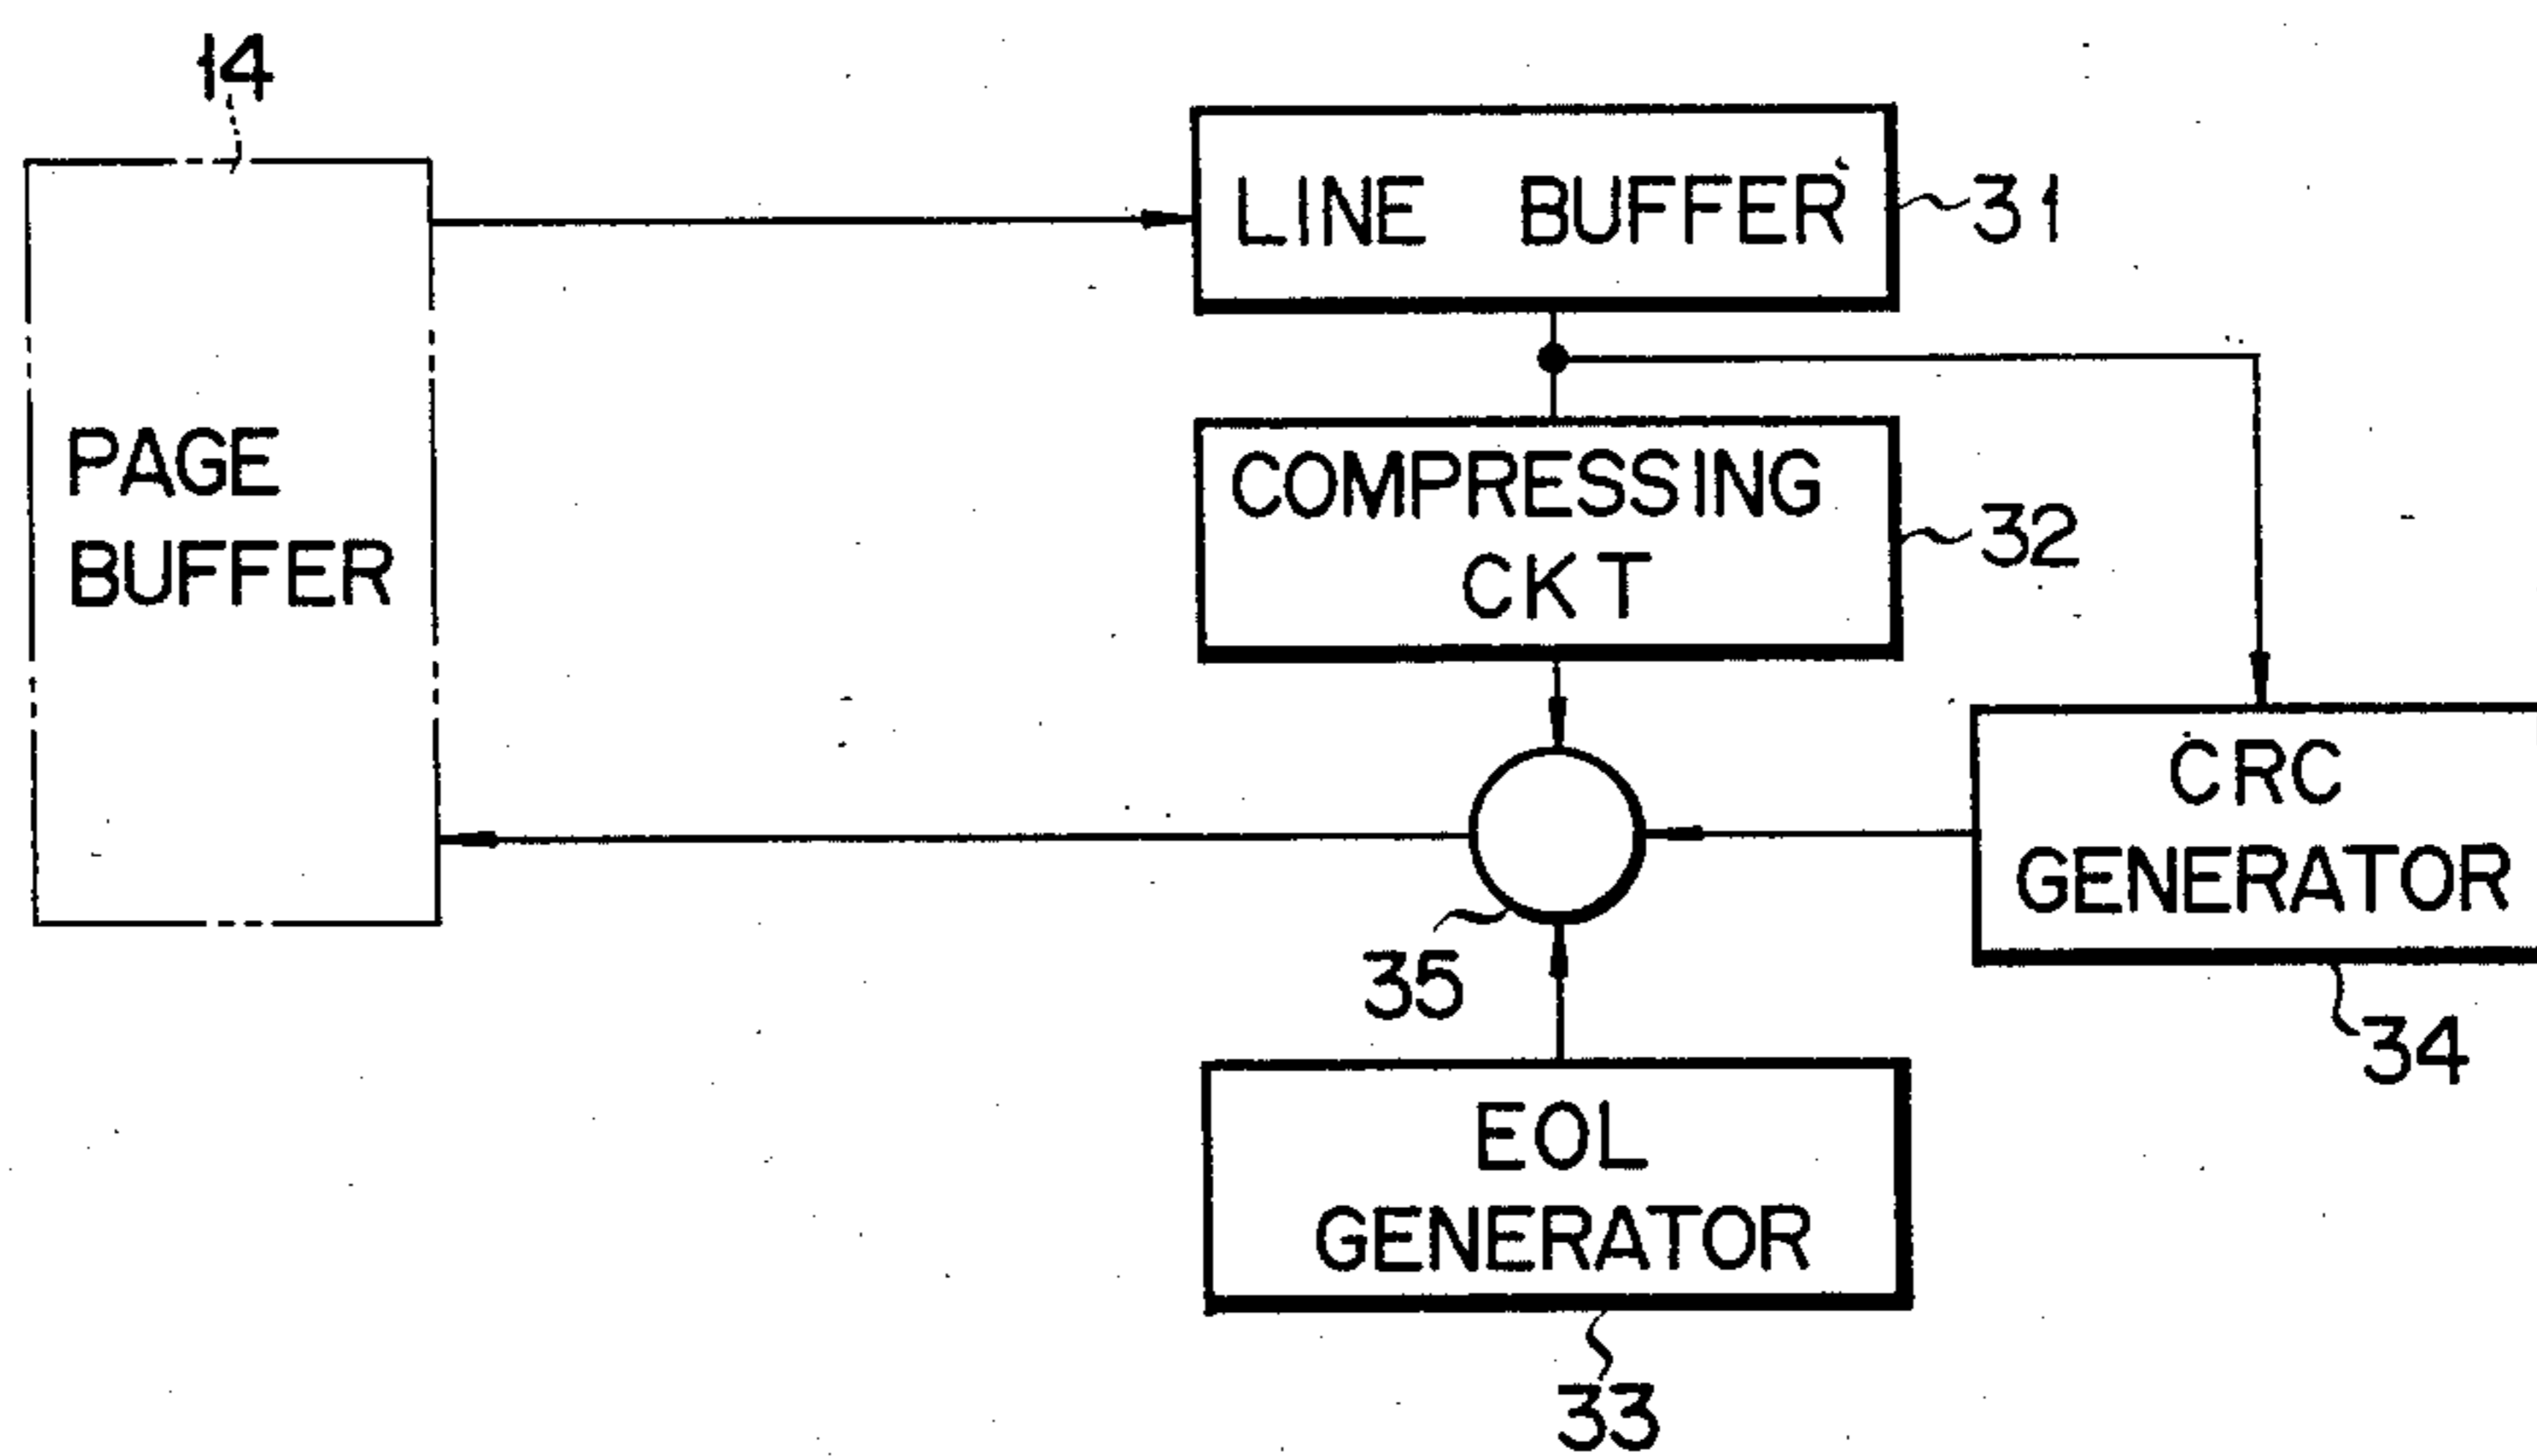 14
PAGE
BUFFER
LINE BUFFER
31
COMPRESSING
CKT
32
CRC
GENERATOR
34
35
EOL
GENERATOR
33